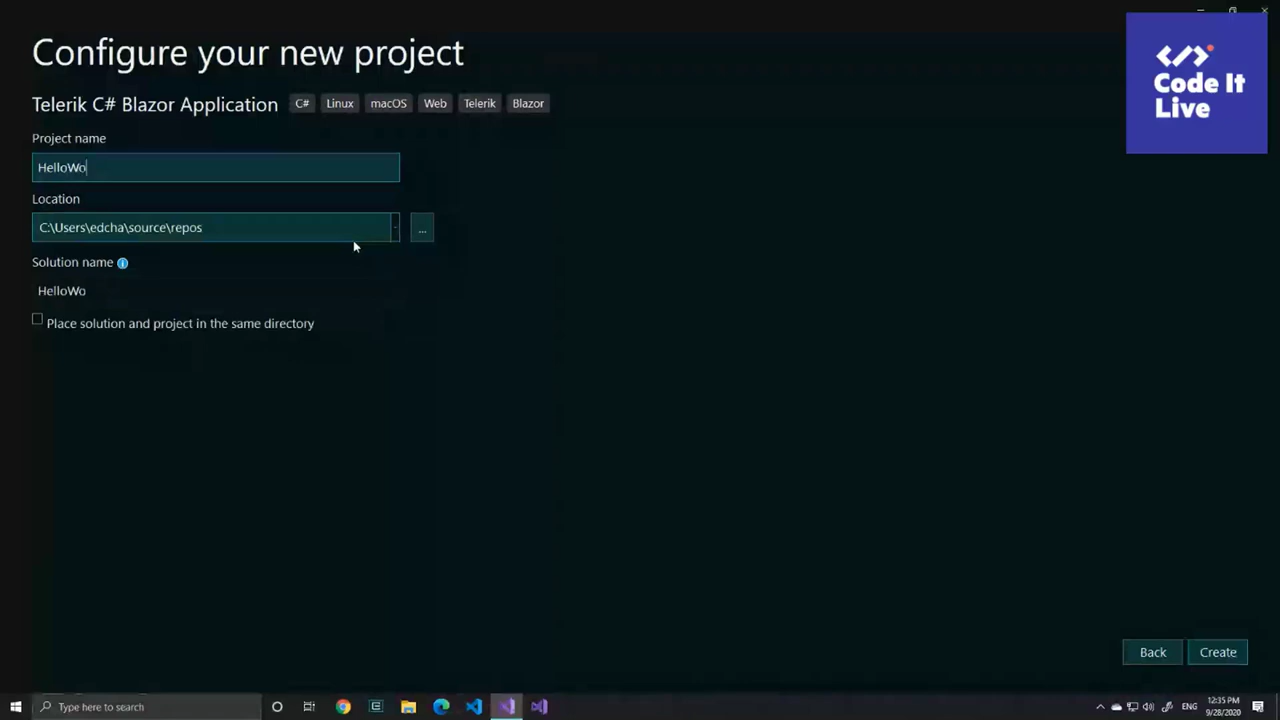 Configure your new project
Telerik C# Blazor Application C# Linux macOS Web Telerik Blazor
Project name
HelloWo
Location
C:\Users\edcha\source\repos
...
Solution name
HelloWo
Place solution and project in the same directory
Back Create
</> Code It
Live
Type here to search
ENG
12:35 PM
9/28/2020